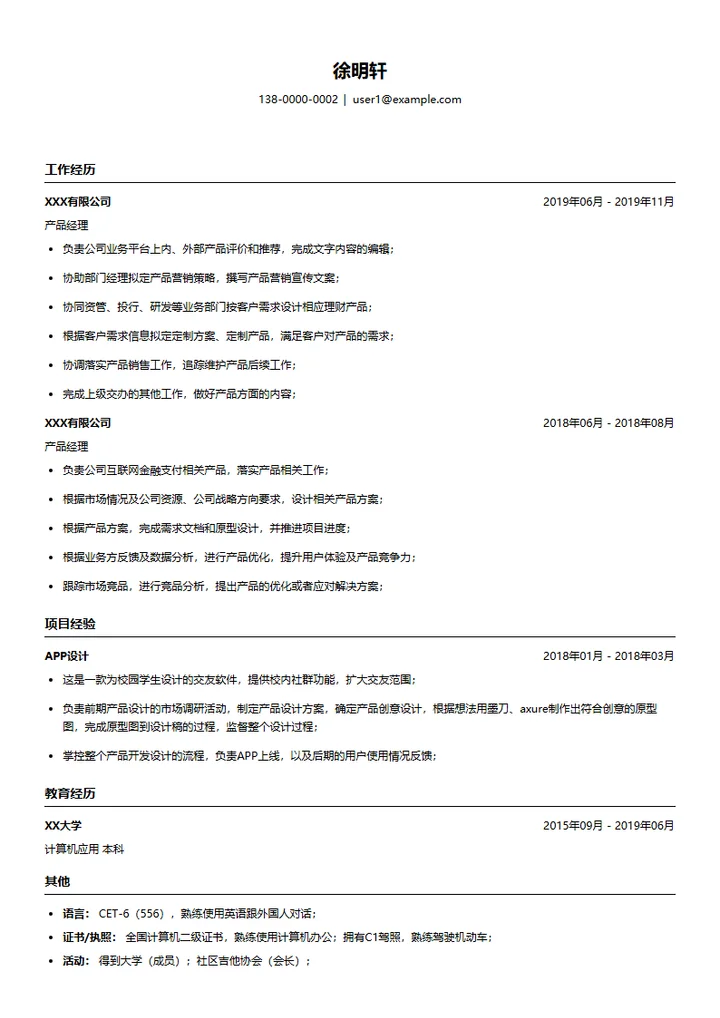 徐明轩
138-0000-0002 | user1@example.com
工作经历
XXX有限公司 2019年06月 - 2019年11月
产品经理
• 负责公司业务平台上内、外部产品评价和推荐，完成文字内容的编辑；
• 协助部门经理拟定产品营销策略，撰写产品营销宣传文案；
• 协同资管、投行、研发等业务部门按客户需求设计相应理财产品；
• 根据客户需求信息拟定定制方案、定制产品，满足客户对产品的需求；
• 协调落实产品销售工作，追踪维护产品后续工作；
• 完成上级交办的其他工作，做好产品方面的内容；
XXX有限公司 2018年06月 - 2018年08月
产品经理
• 负责公司互联网金融支付相关产品，落实产品相关工作；
• 根据市场情况及公司资源、公司战略方向要求，设计相关产品方案；
• 根据产品方案，完成需求文档和原型设计，并推进项目进度；
• 根据业务方反馈及数据分析，进行产品优化，提升用户体验及产品竞争力；
• 跟踪市场竞品，进行竞品分析，提出产品的优化或者应对解决方案；
项目经验
APP设计 2018年01月 - 2018年03月
• 这是一款为校园学生设计的交友软件，提供校内社群功能，扩大交友范围；
• 负责前期产品设计的市场调研活动，制定产品设计方案，确定产品创意设计，根据想法用墨刀、axure制作出符合创意的原型
图，完成原型图到设计稿的过程，监督整个设计过程；
• 掌控整个产品开发设计的流程，负责APP上线，以及后期的用户使用情况反馈；
教育经历
XX大学 2015年09月 - 2019年06月
计算机应用 本科
其他
• 语言： CET-6（556），熟练使用英语跟外国人对话；
• 证书/执照： 全国计算机二级证书，熟练使用计算机办公；拥有C1驾照，熟练驾驶机动车；
• 活动： 得到大学（成员）；社区吉他协会（会长）；